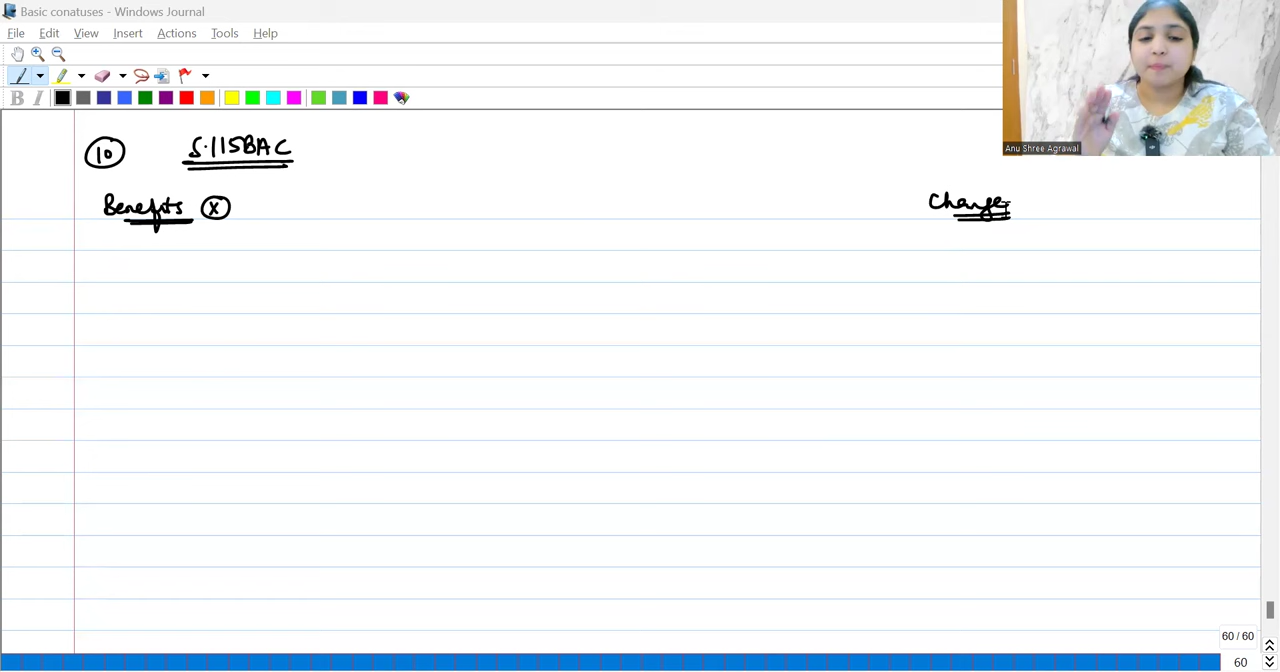 Basic conatuses - Windows Journal
File Edit View Insert Actions Tools Help
B I
Anu Shree Agrawal
10 S.115BAC
Benefits X Changes
60 / 60
60